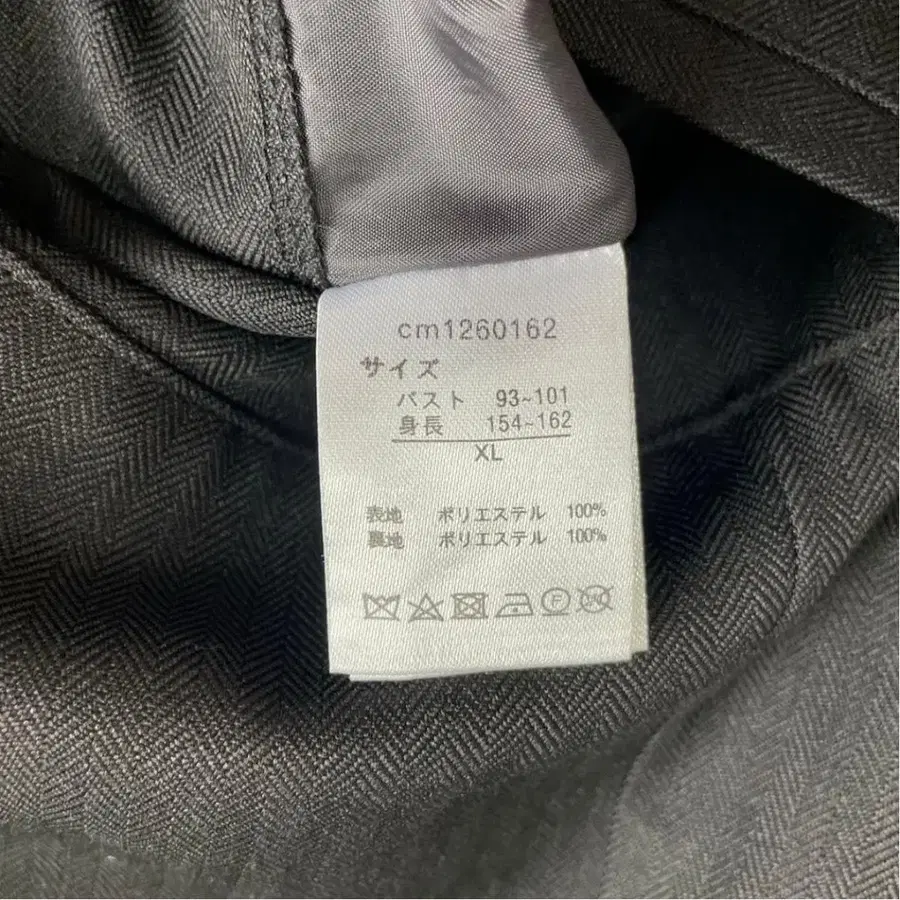 cm1260162
サイズ
バスト 93~101
身長 154~162
XL
表地 ポリエステル 100%
裏地 ポリエステル 100%
F
W